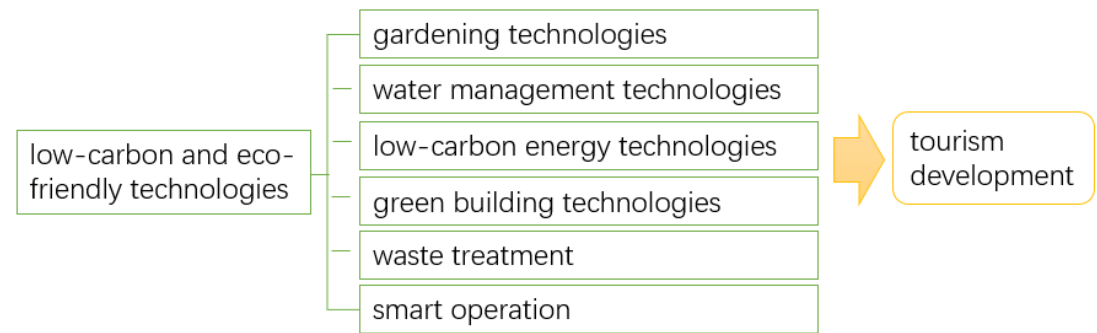 low-carbon and eco-
friendly technologies
gardening technologies
water management technologies
low-carbon energy technologies
green building technologies
waste treatment
smart operation
tourism
development